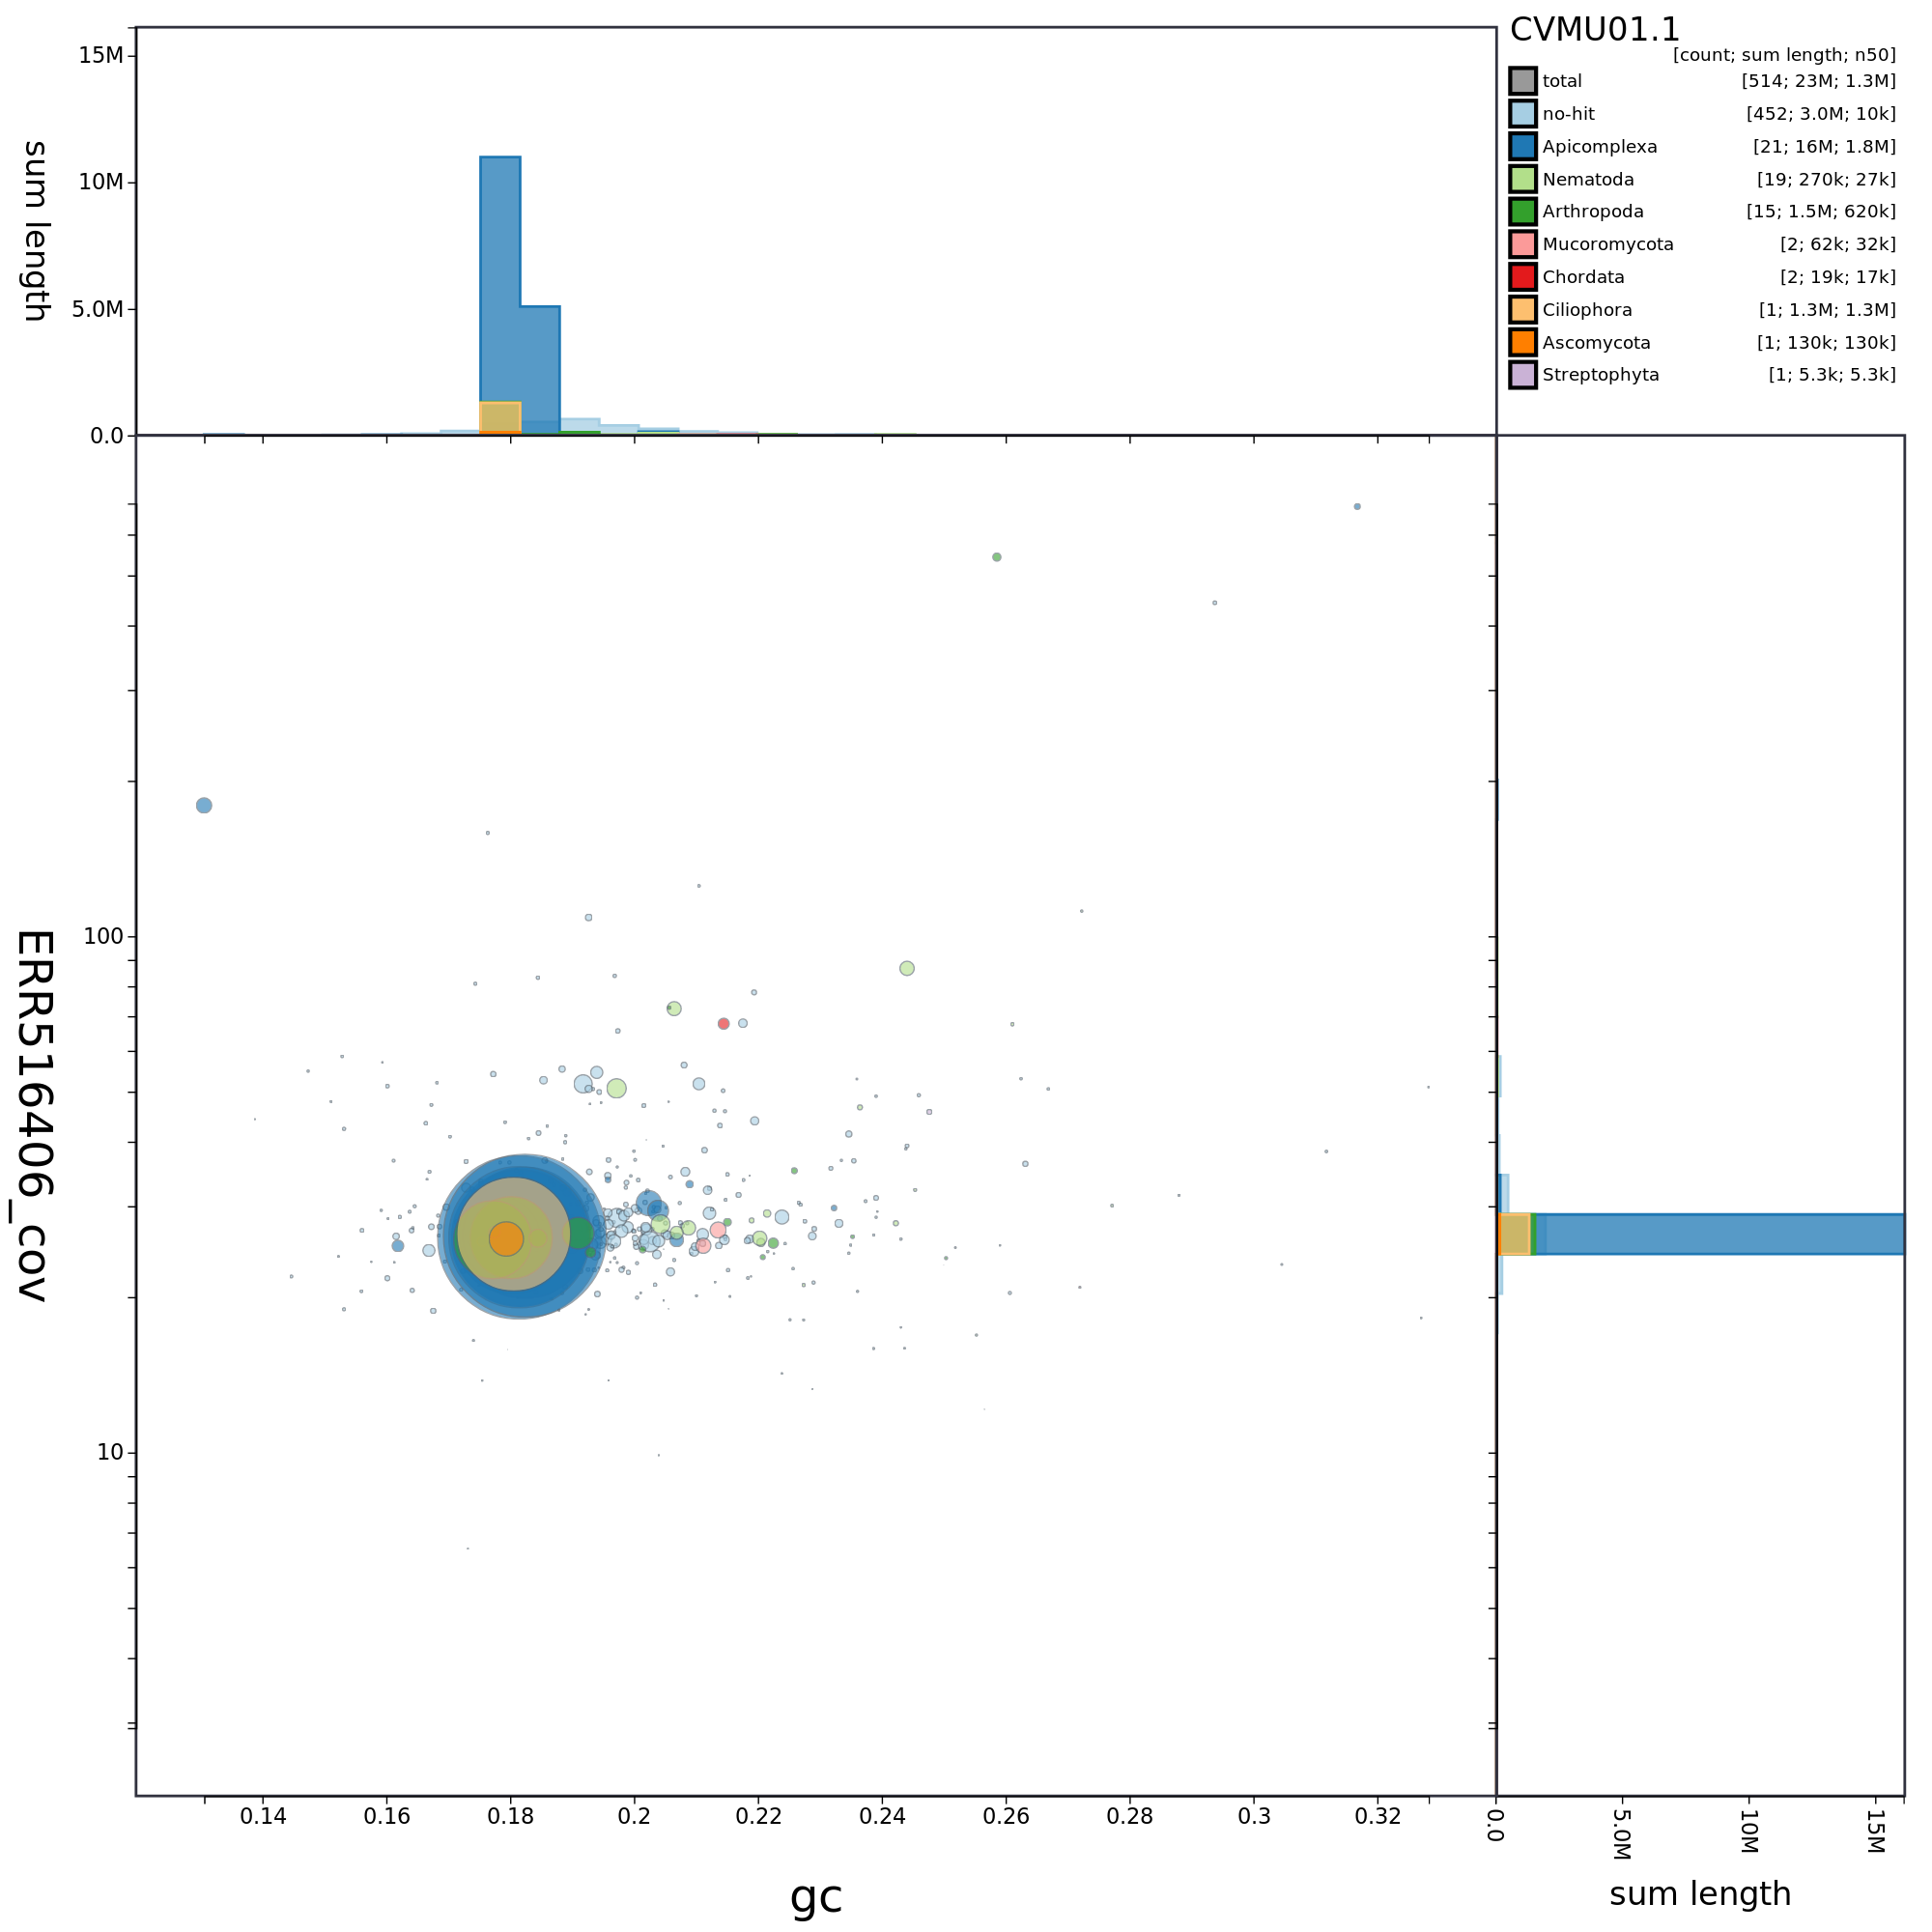 CVMU01.1
[count; sum length; n50]
total [514; 23M; 1.3M]
no-hit [452; 3.0M; 10k]
Apicomplexa [21; 16M; 1.8M]
Nematoda [19; 270k; 27k]
Arthropoda [15; 1.5M; 620k]
Mucoromycota [2; 62k; 32k]
Chordata [2; 19k; 17k]
Ciliophora [1; 1.3M; 1.3M]
Ascomycota [1; 130k; 130k]
Streptophyta [1; 5.3k; 5.3k]
sum length
15M
10M
5.0M
0.0
ERR516406_cov
100
10
0.14 0.16 0.18 0.2 0.22 0.24 0.26 0.28 0.3 0.32
gc
0.0 5.0M 10M 15M
sum length